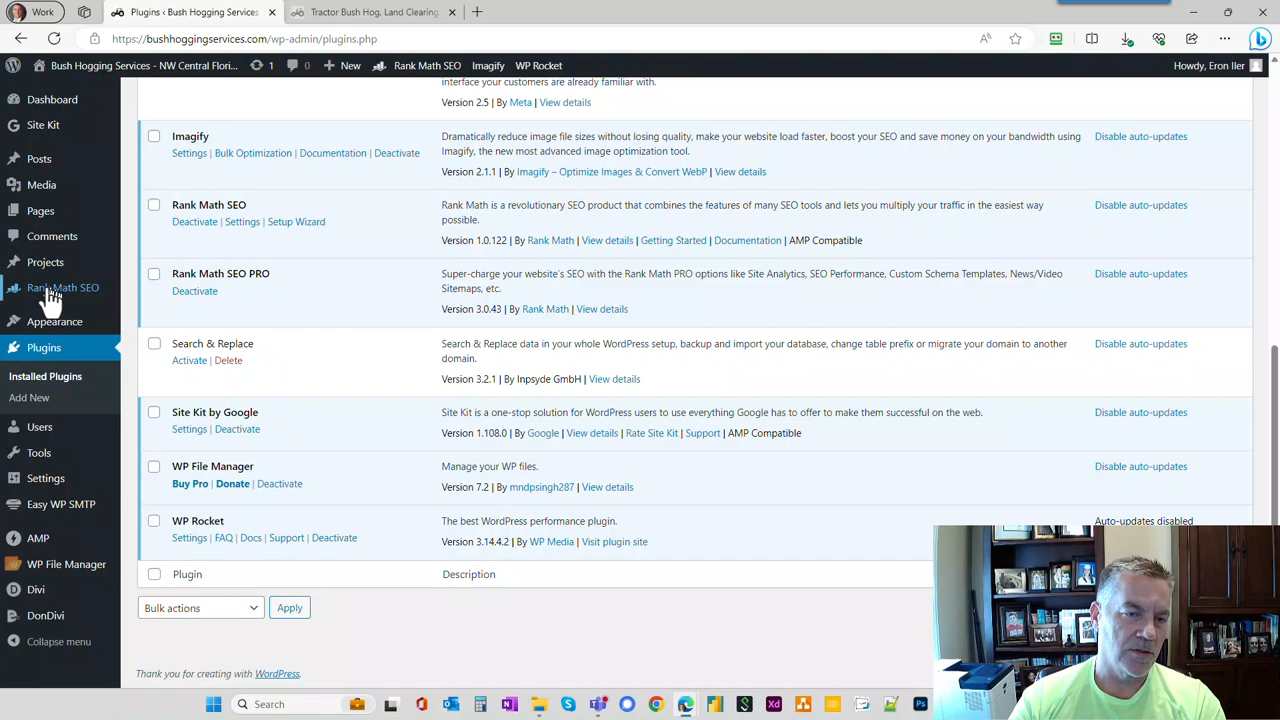 Work
Plugins ‹ Bush Hogging Services
Tractor Bush Hog, Land Clearing
https://bushhoggingservices.com/wp-admin/plugins.php
Bush Hogging Services - NW Central Flori...
1
0
New
Rank Math SEO
Imagify
WP Rocket
Howdy, Eron Iler
Dashboard
Site Kit
Posts
Media
Pages
Comments
Projects
Rank Math SEO
Appearance
Plugins
Installed Plugins
Add New
Users
Tools
Settings
Easy WP SMTP
AMP
WP File Manager
Divi
DonDivi
Collapse menu
interface your customers are already familiar with.
Version 2.5 | By Meta | View details
Imagify
Settings | Bulk Optimization | Documentation | Deactivate
Dramatically reduce image file sizes without losing quality, make your website load faster, boost your SEO and save money on your bandwidth using
Imagify, the new most advanced image optimization tool.
Version 2.1.1 | By Imagify – Optimize Images & Convert WebP | View details
Disable auto-updates
Rank Math SEO
Deactivate | Settings | Setup Wizard
Rank Math is a revolutionary SEO product that combines the features of many SEO tools and lets you multiply your traffic in the easiest way
possible.
Version 1.0.122 | By Rank Math | View details | Getting Started | Documentation | AMP Compatible
Disable auto-updates
Rank Math SEO PRO
Deactivate
Super-charge your website's SEO with the Rank Math PRO options like Site Analytics, SEO Performance, Custom Schema Templates, News/Video
Sitemaps, etc.
Version 3.0.43 | By Rank Math | View details
Disable auto-updates
Search & Replace
Activate | Delete
Search & Replace data in your whole WordPress setup, backup and import your database, change table prefix or migrate your domain to another
domain.
Version 3.2.1 | By Inpsyde GmbH | View details
Disable auto-updates
Site Kit by Google
Settings | Deactivate
Site Kit is a one-stop solution for WordPress users to use everything Google has to offer to make them successful on the web.
Version 1.108.0 | By Google | View details | Rate Site Kit | Support | AMP Compatible
Disable auto-updates
WP File Manager
Buy Pro | Donate | Deactivate
Manage your WP files.
Version 7.2 | By mndpsingh287 | View details
Disable auto-updates
WP Rocket
Settings | FAQ | Docs | Support | Deactivate
The best WordPress performance plugin.
Version 3.14.4.2 | By WP Media | Visit plugin site
Auto-updates disabled
Plugin
Description
Bulk actions
Apply
Thank you for creating with WordPress.
Search